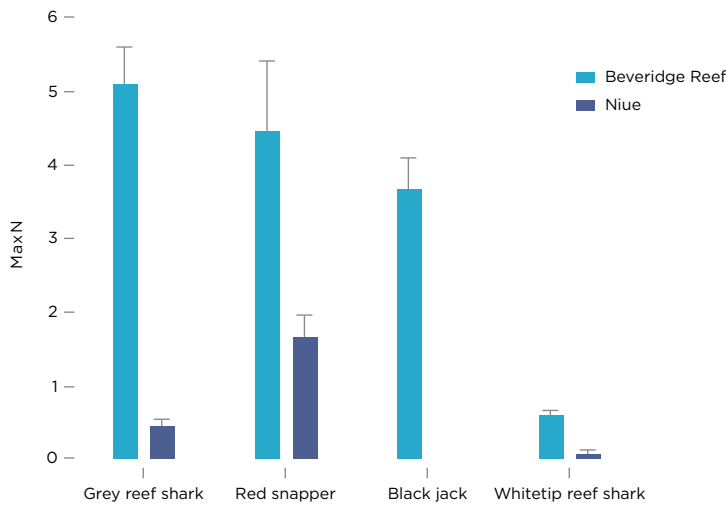 6
5
4
3
2
1
0
MaxN
Beveridge Reef
Niue
Grey reef shark
Red snapper
Black jack
Whitetip reef shark